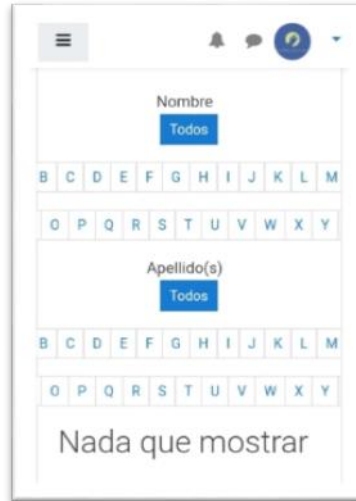 Nombre
Todos
B C D E F G H I J K L M
O P Q R S T U V W X Y
Apellido(s)
Todos
B C D E F G H I J K L M
O P Q R S T U V W X Y
Nada que mostrar